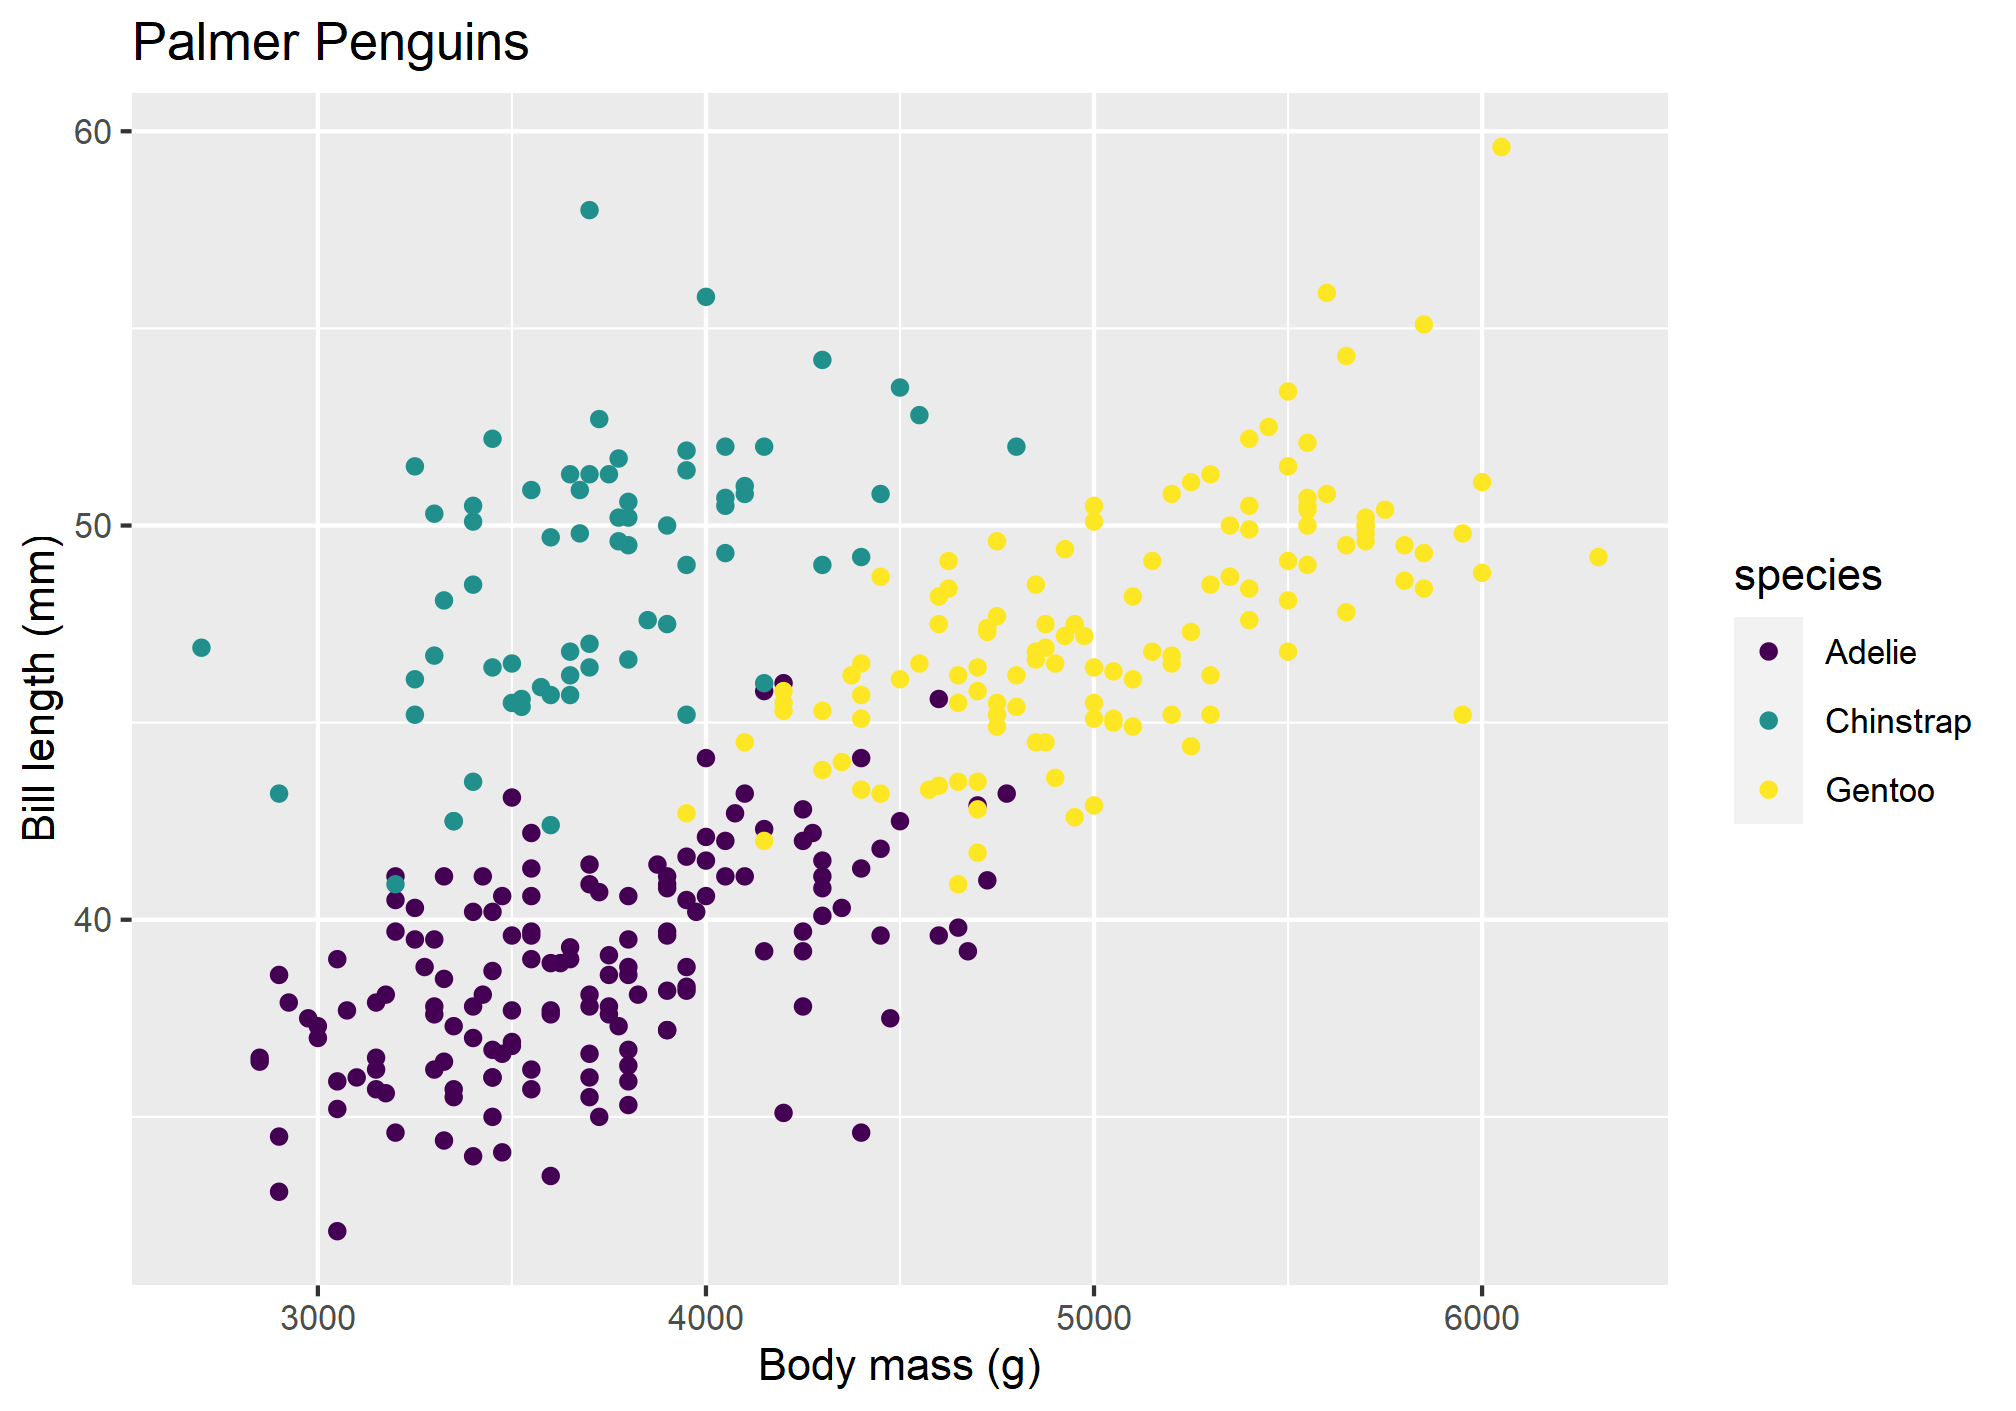 Palmer Penguins
60
50
40
Bill length (mm)
3000
4000
5000
6000
Body mass (g)
species
Adelie
Chinstrap
Gentoo